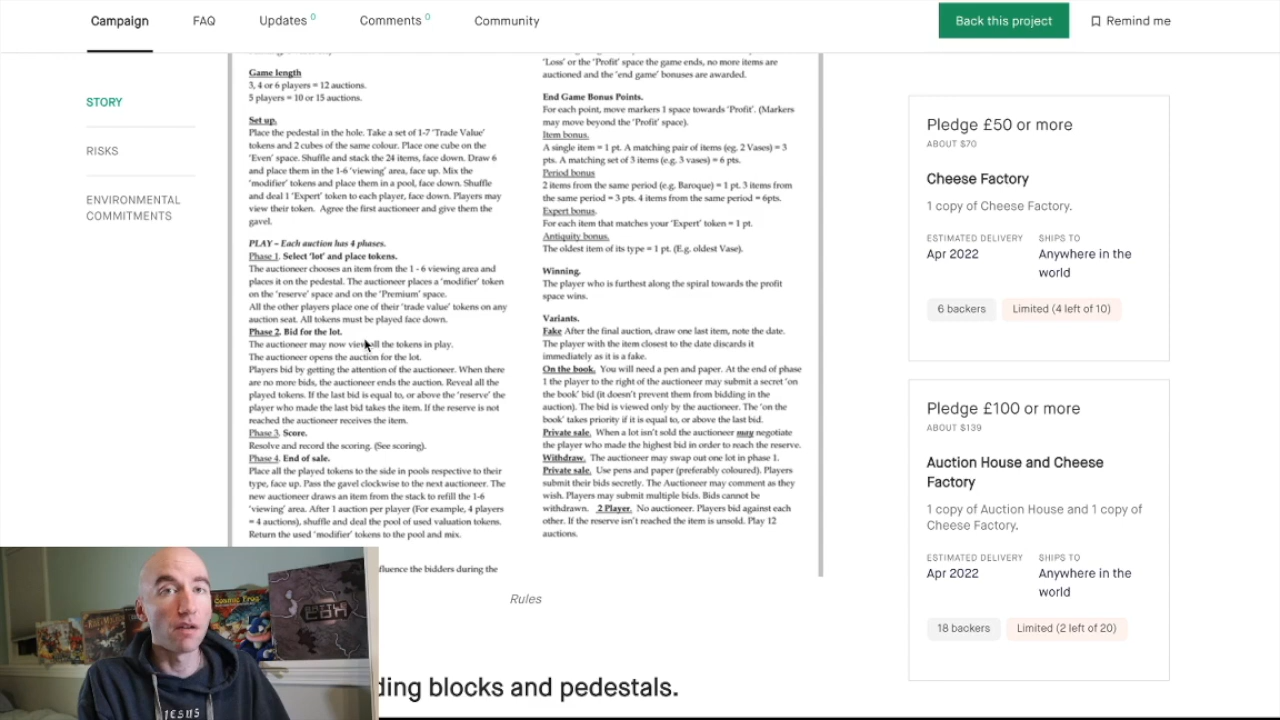 Campaign
FAQ
Updates 0
Comments 0
Community
Back this project
Remind me
STORY
RISKS
ENVIRONMENTAL
COMMITMENTS
Game length
3, 4 or 6 players = 12 auctions.
5 players = 10 or 15 auctions.
Set up.
Place the pedestal in the hole. Take a set of 1-7 'Trade Value'
tokens and 2 cubes of the same colour. Place one cube on the
'Even' space. Shuffle and stack the 24 items, face down. Draw 6
and place them in the 1-6 'viewing' area, face up. Mix the
'modifier' tokens and place them in a pool, face down. Shuffle
and deal 1 'Expert' token to each player, face down. Players may
view their token. Agree the first auctioneer and give them the
gavel.
PLAY – Each auction has 4 phases.
Phase 1. Select 'lot' and place tokens.
The auctioneer chooses an item from the 1 - 6 viewing area and
places it on the pedestal. The auctioneer places a 'modifier' token
on the 'reserve' space and on the 'Premium' space.
All the other players place one of their 'trade value' tokens on any
auction seat. All tokens must be played face down.
Phase 2. Bid for the lot.
The auctioneer may now view all the tokens in play.
The auctioneer opens the auction for the lot.
Players bid by getting the attention of the auctioneer. When there
are no more bids, the auctioneer ends the auction. Reveal all the
played tokens. If the last bid is equal to, or above the 'reserve' the
player who made the last bid takes the item. If the reserve is not
reached the auctioneer receives the item.
Phase 3. Score.
Resolve and record the scoring. (See scoring).
Phase 4. End of sale.
Place all the played tokens to the side in pools respective to their
type, face up. Pass the gavel clockwise to the next auctioneer. The
new auctioneer draws an item from the stack to refill the 1-6
'viewing' area. After 1 auction per player (For example, 4 players
= 4 auctions), shuffle and deal the pool of used valuation tokens.
Return the used 'modifier' tokens to the pool and mix.
fluence the bidders during the
'Loss' or the 'Profit' space the game ends, no more items are
auctioned and the 'end game' bonuses are awarded.
End Game Bonus Points.
For each point, move markers 1 space towards 'Profit'. (Markers
may move beyond the 'Profit' space).
Item bonus.
A single item = 1 pt. A matching pair of items (eg. 2 Vases) = 3
pts. A matching set of 3 items (e.g. 3 vases) = 6 pts.
Period bonus
2 items from the same period (e.g. Baroque) = 1 pt. 3 items from
the same period = 3 pts. 4 items from the same period = 6pts.
Expert bonus.
For each item that matches your 'Expert' token = 1 pt.
Antiquity bonus.
The oldest item of its type = 1 pt. (E.g. oldest Vase).
Winning.
The player who is furthest along the spiral towards the profit
space wins.
Variants.
Fake After the final auction, draw one last item, note the date.
The player with the item closest to the date discards it
immediately as it is a fake.
On the book. You will need a pen and paper. At the end of phase
1 the player to the right of the auctioneer may submit a secret 'on
the book' bid (it doesn't prevent them from bidding in the
auction). The bid is viewed only by the auctioneer. The 'on the
book' takes priority if it is equal to, or above the last bid.
Private sale. When a lot isn't sold the auctioneer may negotiate
the player who made the highest bid in order to reach the reserve.
Withdraw. The auctioneer may swap out one lot in phase 1.
Private sale. Use pens and paper (preferably coloured). Players
submit their bids secretly. The Auctioneer may comment as they
wish. Players may submit multiple bids. Bids cannot be
withdrawn. 2 Player. No auctioneer. Players bid against each
other. If the reserve isn't reached the item is unsold. Play 12
auctions.
Rules
ding blocks and pedestals.
Pledge £50 or more
ABOUT $70
Cheese Factory
1 copy of Cheese Factory.
ESTIMATED DELIVERY
Apr 2022
SHIPS TO
Anywhere in the
world
6 backers
Limited (4 left of 10)
Pledge £100 or more
ABOUT $139
Auction House and Cheese
Factory
1 copy of Auction House and 1 copy of
Cheese Factory.
ESTIMATED DELIVERY
Apr 2022
SHIPS TO
Anywhere in the
world
18 backers
Limited (2 left of 20)
Cosmic Frog
BATTLECON
JESUS